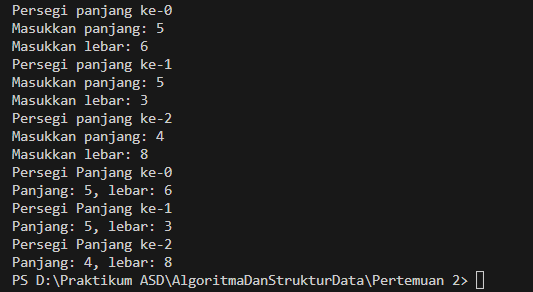 Persegi panjang ke-0
Masukkan panjang: 5
Masukkan lebar: 6
Persegi panjang ke-1
Masukkan panjang: 5
Masukkan lebar: 3
Persegi panjang ke-2
Masukkan panjang: 4
Masukkan lebar: 8
Persegi Panjang ke-0
Panjang: 5, lebar: 6
Persegi Panjang ke-1
Panjang: 5, lebar: 3
Persegi Panjang ke-2
Panjang: 4, lebar: 8
PS D:\Praktikum ASD\AlgoritmaDanStrukturData\Pertemuan 2>